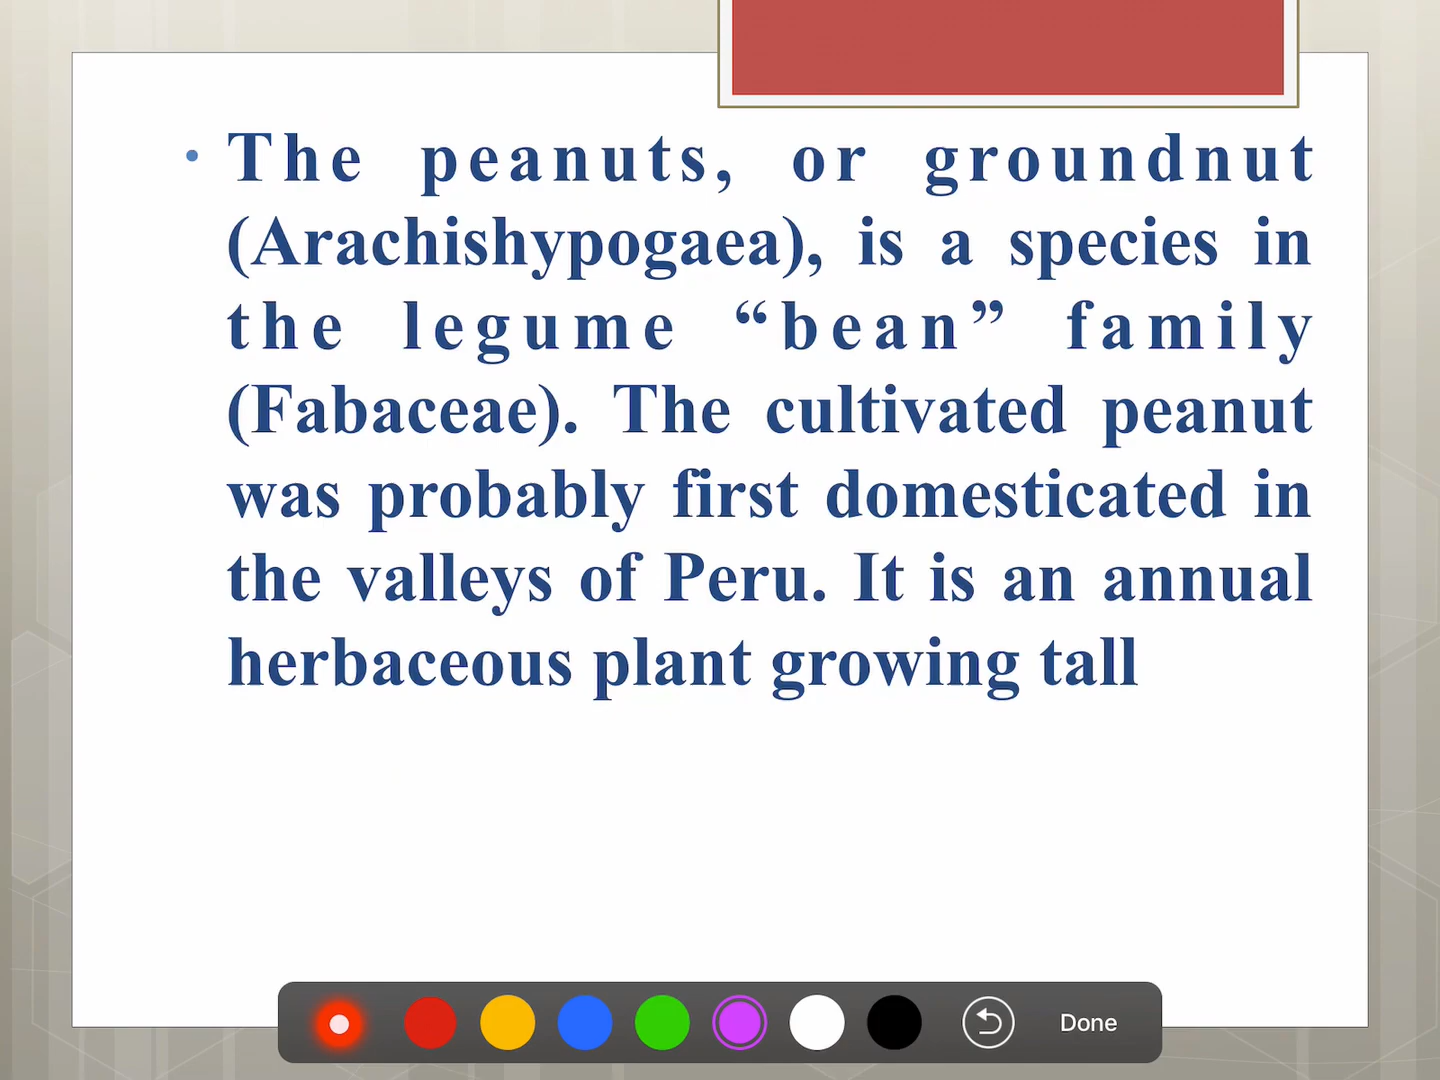 • The peanuts, or groundnut
(Arachishypogaea), is a species in
the legume “bean” family
(Fabaceae). The cultivated peanut
was probably first domesticated in
the valleys of Peru. It is an annual
herbaceous plant growing tall
Done